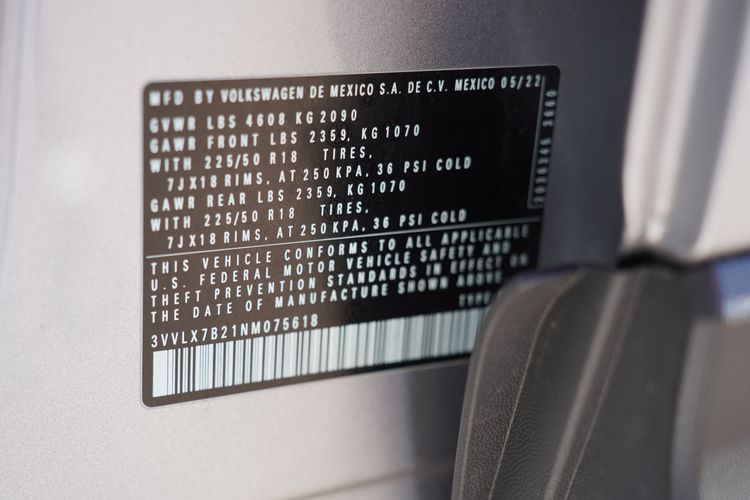 MFD BY VOLKSWAGEN DE MEXICO S.A. DE C.V. MEXICO 05/22
GVWR LBS 4608 KG 2090
GAWR FRONT LBS 2359, KG 1070
WITH 225/50 R18 TIRES,
7JX18 RIMS, AT 250 KPA, 36 PSI COLD
GAWR REAR LBS 2359, KG 1070
WITH 225/50 R18 TIRES,
7JX18 RIMS, AT 250 KPA, 36 PSI COLD
THIS VEHICLE CONFORMS TO ALL APPLICABLE
U.S. FEDERAL MOTOR VEHICLE SAFETY AND
THEFT PREVENTION STANDARDS IN EFFECT ON
THE DATE OF MANUFACTURE SHOWN ABOVE
TYPE
3VVLX7B21NM075618